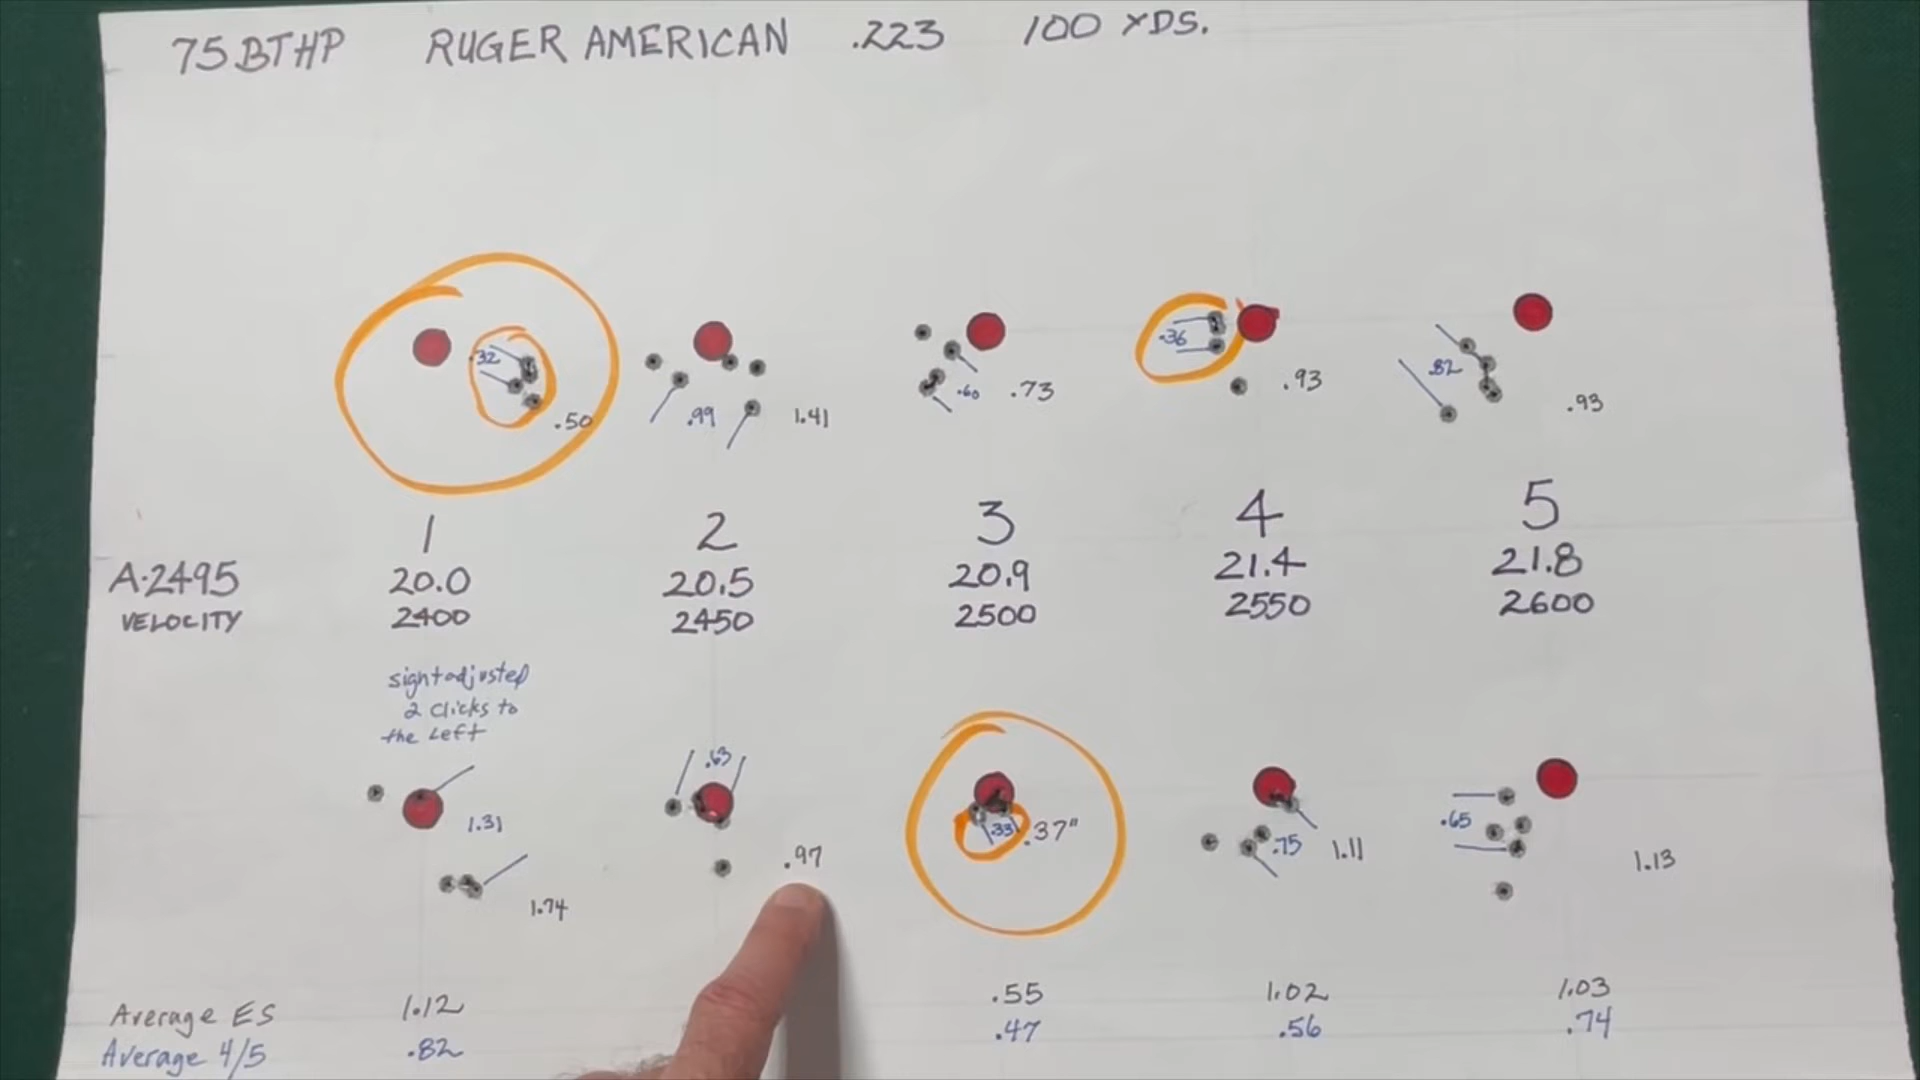 75 BTHP RUGER AMERICAN .223 100 YDS.
.32 .50
.99 1.41
.60 .73
.36 .93
.82 .93
1 2 3 4 5
A-2495 20.0 20.5 20.9 21.4 21.8
VELOCITY 2400 2450 2500 2550 2600
sight adjusted
2 clicks to
the left
1.31
1.74
.63
.97
.33 .37"
.75 1.11
.65 1.13
Average ES 1.12 .55 1.02 1.03
Average 4/5 .82 .47 .56 .74